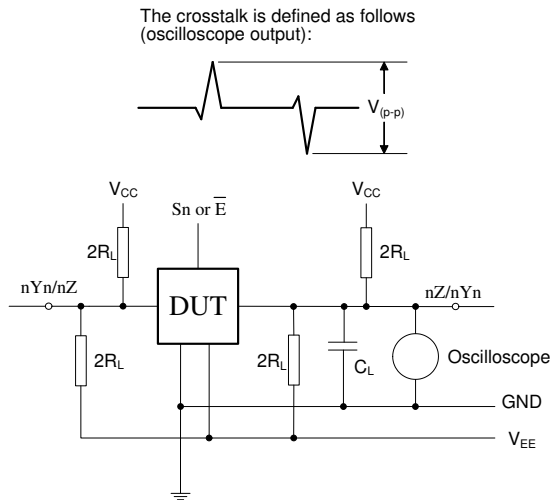 The crosstalk is defined as follows
(oscilloscope output):
V(p-p)
VCC
VCC
Sn or E̅
2RL
2RL
nYn/nZ
nZ/nYn
DUT
2RL
2RL
CL
Oscilloscope
GND
VEE